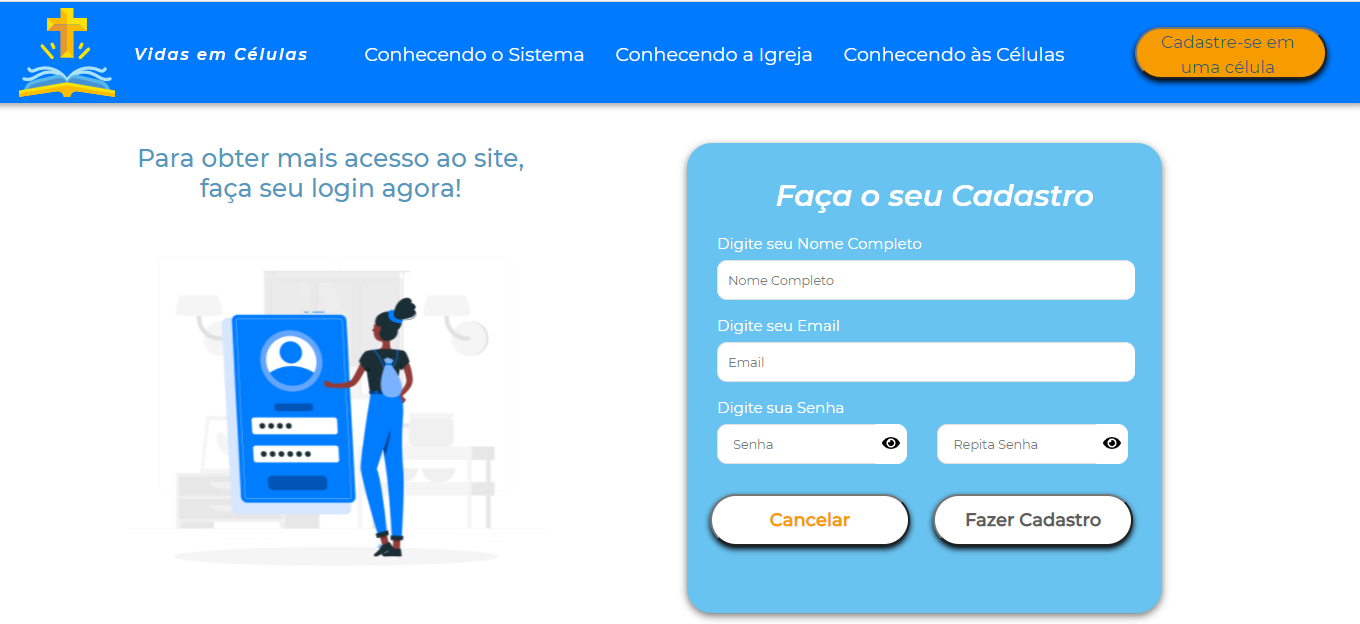 Vidas em Células
Conhecendo o Sistema
Conhecendo a Igreja
Conhecendo às Células
Cadastre-se em
uma célula
Para obter mais acesso ao site,
faça seu login agora!
Faça o seu Cadastro
Digite seu Nome Completo
Nome Completo
Digite seu Email
Email
Digite sua Senha
Senha
Repita Senha
Cancelar
Fazer Cadastro